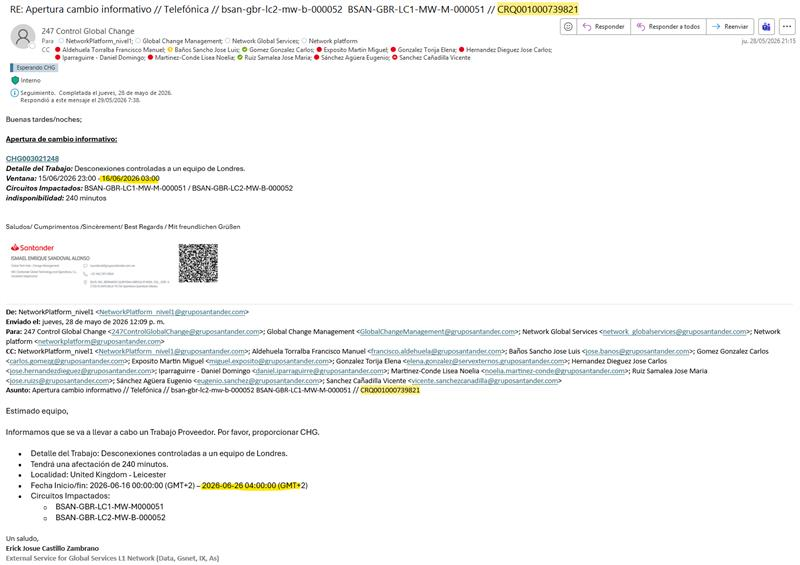 RE: Apertura cambio informativo // Telefónica // bsan-gbr-lc2-mw-b-000052  BSAN-GBR-LC1-MW-M-000051 // CRQ001000739821
247 Control Global Change
Para NetworkPlatform_nivel1; Global Change Management; Network Global Services; Network platform
CC Aldehuela Torralba Francisco Manuel; Baños Sancho Jose Luis; Gomez Gonzalez Carlos; Exposito Martin Miguel; Gonzalez Torija Elena; Hernandez Dieguez Jose Carlos;
Iparraguirre - Daniel Domingo; Martinez-Conde Lisea Noelia; Ruiz Samalea Jose Maria; Sánchez Agüera Eugenio; Sanchez Cañadilla Vicente
Responder
Responder a todos
Reenviar
ju. 28/05/2026 21:15
Esperando CHG
Interno
Seguimiento. Completada el jueves, 28 de mayo de 2026.
Respondió a este mensaje el 29/05/2026 7:38.
Buenas tardes/noches;
Apertura de cambio informativo:
CHG003021248
Detalle del Trabajo: Desconexiones controladas a un equipo de Londres.
Ventana: 15/06/2026 23:00 - 16/06/2026 03:00
Circuitos Impactados: BSAN-GBR-LC1-MW-M-000051 / BSAN-GBR-LC2-MW-B-000052
indisponibilidad: 240 minutos
Saludos/ Cumprimentos /Sincèrement/ Best Regards / Mit freundlichen Grüßen
Santander
ISMAEL ENRIQUE SANDOVAL ALONSO
De: NetworkPlatform_nivel1 <NetworkPlatform_nivel1@gruposantander.com>
Enviado el: jueves, 28 de mayo de 2026 12:09 p. m.
Para: 247 Control Global Change <247ControlGlobalChange@gruposantander.com>; Global Change Management <GlobalChangeManagement@gruposantander.com>; Network Global Services <network_globalservices@gruposantander.com>; Network
platform <networkplatform@gruposantander.com>
CC: NetworkPlatform_nivel1 <NetworkPlatform_nivel1@gruposantander.com>; Aldehuela Torralba Francisco Manuel <francisco.aldehuela@gruposantander.com>; Baños Sancho Jose Luis <jose.banos@gruposantander.com>; Gomez Gonzalez Carlos
<carlos.gomezg@gruposantander.com>; Exposito Martin Miguel <miguel.exposito@gruposantander.com>; Gonzalez Torija Elena <elena.gonzalez@servexternos.gruposantander.com>; Hernandez Dieguez Jose Carlos
<jose.hernandezdieguez@gruposantander.com>; Iparraguirre - Daniel Domingo <daniel.iparraguirre@gruposantander.com>; Martinez-Conde Lisea Noelia <noelia.martinez-conde@gruposantander.com>; Ruiz Samalea Jose Maria
<jose.ruizs@gruposantander.com>; Sánchez Agüera Eugenio <eugenio.sanchez@gruposantander.com>; Sanchez Cañadilla Vicente <vicente.sanchezcanadilla@gruposantander.com>
Asunto: Apertura cambio informativo // Telefónica // bsan-gbr-lc2-mw-b-000052 BSAN-GBR-LC1-MW-M-000051 // CRQ001000739821
Estimado equipo,
Informamos que se va a llevar a cabo un Trabajo Proveedor. Por favor, proporcionar CHG.
• Detalle del Trabajo: Desconexiones controladas a un equipo de Londres.
• Tendrá una afectación de 240 minutos.
• Localidad: United Kingdom - Leicester
• Fecha Inicio/fin: 2026-06-16 00:00:00 (GMT+2) – 2026-06-26 04:00:00 (GMT+2)
• Circuitos Impactados:
o BSAN-GBR-LC1-MW-M000051
o BSAN-GBR-LC2-MW-B-000052
Un saludo,
Erick Josue Castillo Zambrano
External Service for Global Services L1 Network (Data, Gsnet, IX, As)